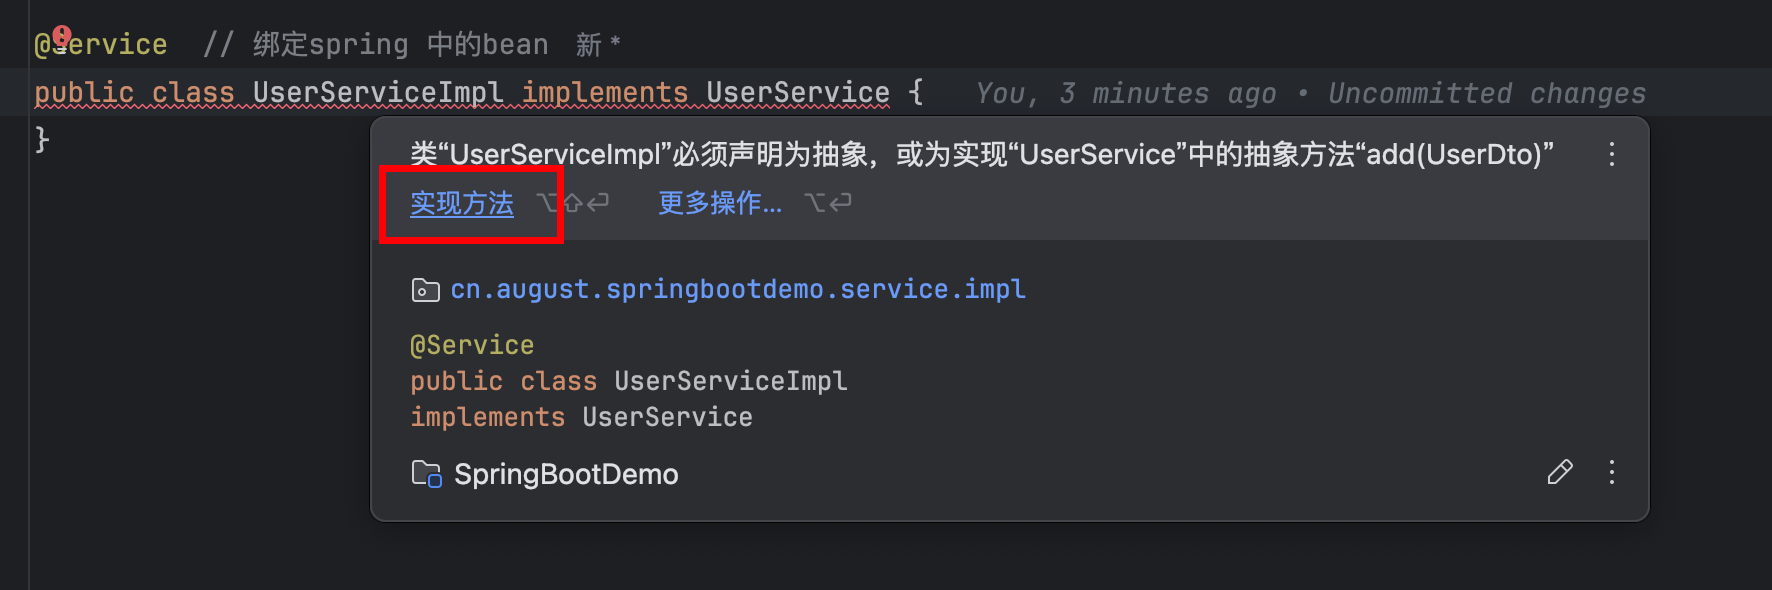 @Service  // 绑定spring 中的bean  新 *
public class UserServiceImpl implements UserService {  You, 3 minutes ago • Uncommitted changes
}
类“UserServiceImpl”必须声明为抽象，或为实现“UserService”中的抽象方法“add(UserDto)”
实现方法 ⌥⇧⏎ 更多操作... ⌥⏎
cn.august.springbootdemo.service.impl
@Service
public class UserServiceImpl
implements UserService
SpringBootDemo